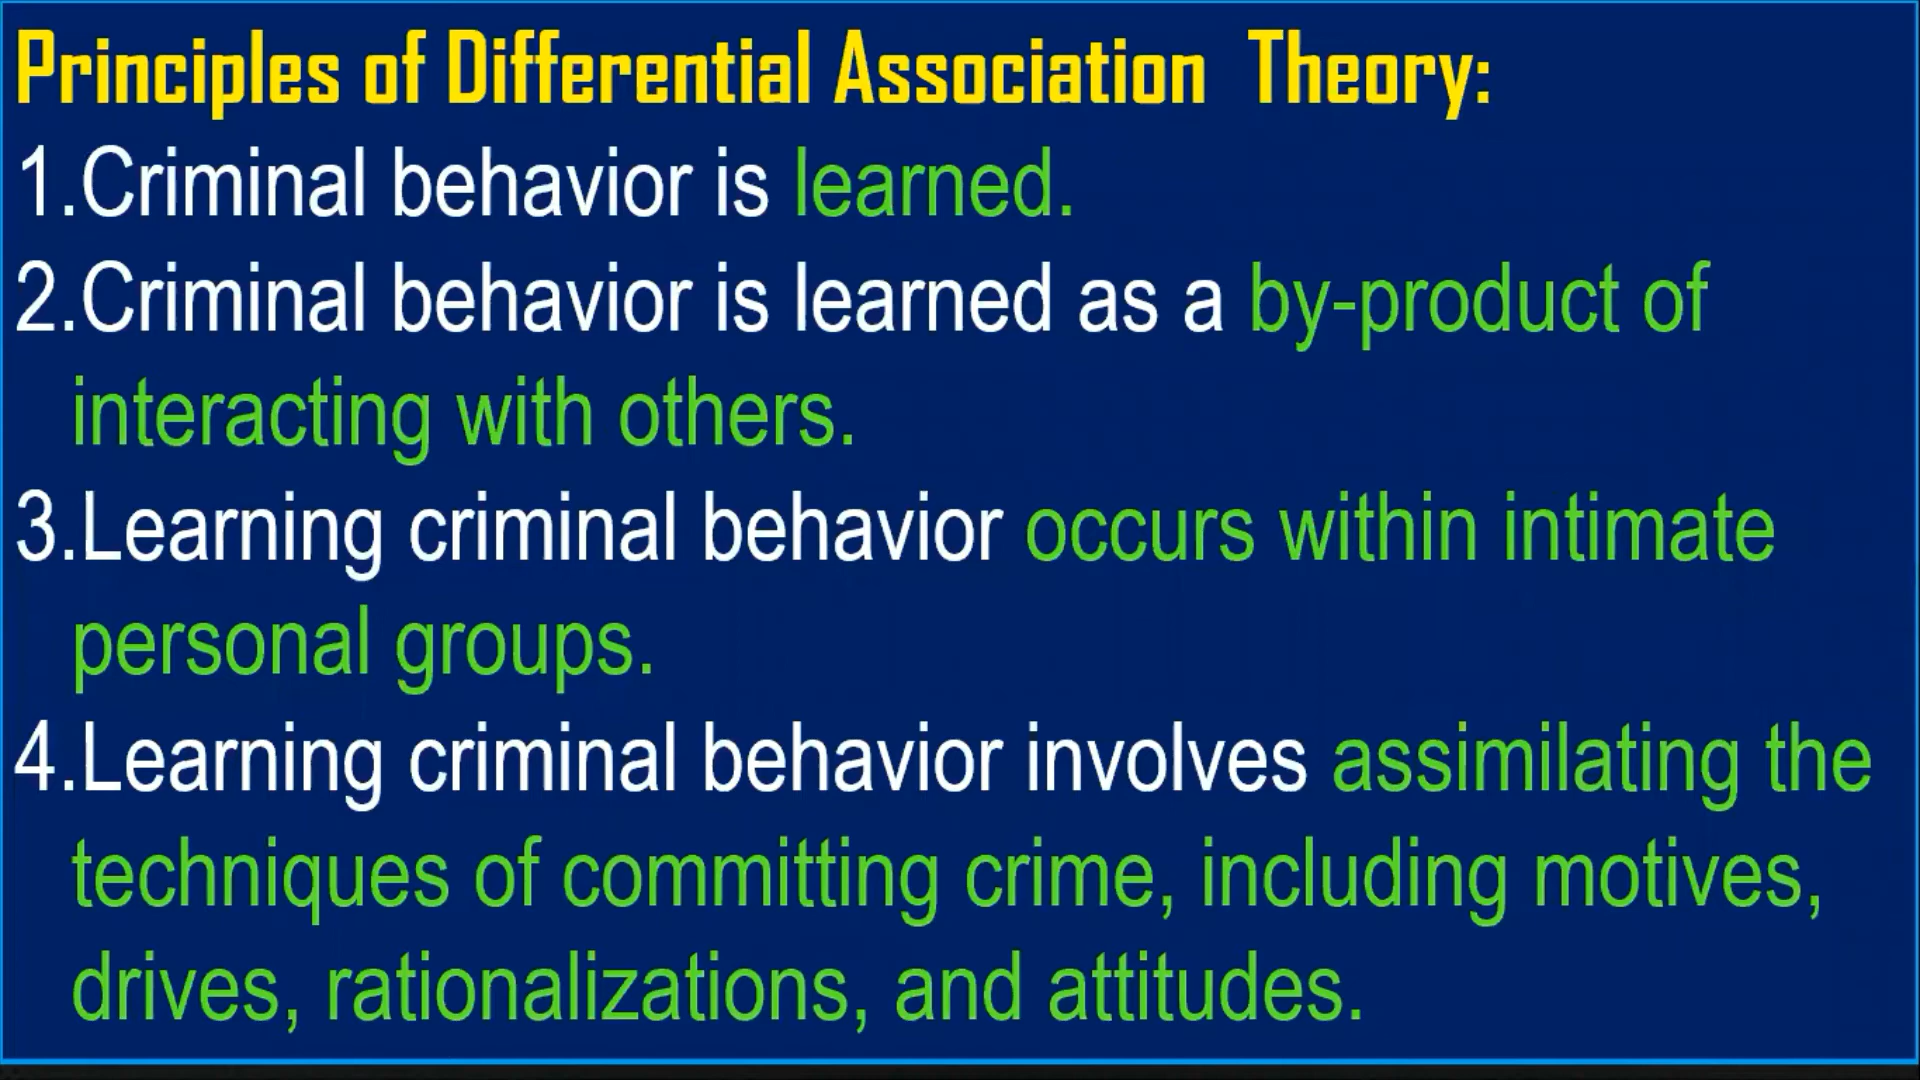 Principles of Differential Association  Theory:
1.Criminal behavior is learned.
2.Criminal behavior is learned as a by-product of
interacting with others.
3.Learning criminal behavior occurs within intimate
personal groups.
4.Learning criminal behavior involves assimilating the
techniques of committing crime, including motives,
drives, rationalizations, and attitudes.